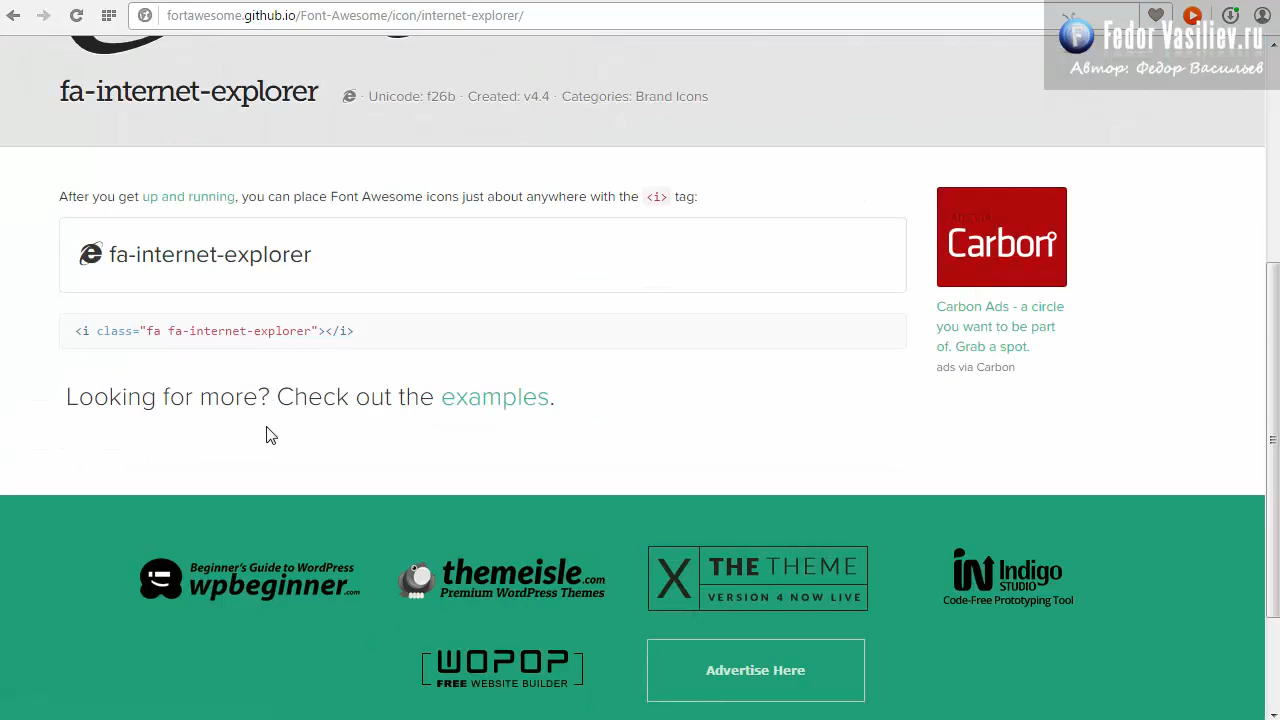 fortawesome.github.io/Font-Awesome/icon/internet-explorer/
Fedor Vasiliev.ru
Автор: Федор Васильев
fa-internet-explorer
· Unicode: f26b · Created: v4.4 · Categories: Brand Icons
After you get up and running, you can place Font Awesome icons just about anywhere with the <i> tag:
fa-internet-explorer
<i class="fa fa-internet-explorer"></i>
Looking for more? Check out the examples.
ADS VIA
Carbon
Carbon Ads - a circle
you want to be part
of. Grab a spot.
ads via Carbon
Beginner's Guide to WordPress
wpbeginner.com
themeisle.com
Premium WordPress Themes
X THE THEME
VERSION 4 NOW LIVE
Indigo
STUDIO
Code-Free Prototyping Tool
WOPOP
FREE WEBSITE BUILDER
Advertise Here